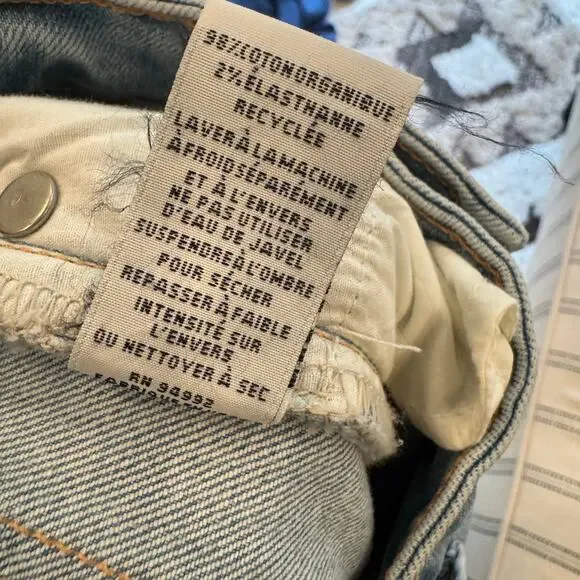 98% COTON ORGANIQUE
2% ÉLASTHANNE
RECYCLÉE
LAVER À LA MACHINE
À FROID SÉPARÉMENT
ET À L'ENVERS
NE PAS UTILISER
D'EAU DE JAVEL
SUSPENDRE À L'OMBRE
POUR SÉCHER
REPASSER À FAIBLE
INTENSITÉ SUR
L'ENVERS
OU NETTOYER À SEC
RN 94992